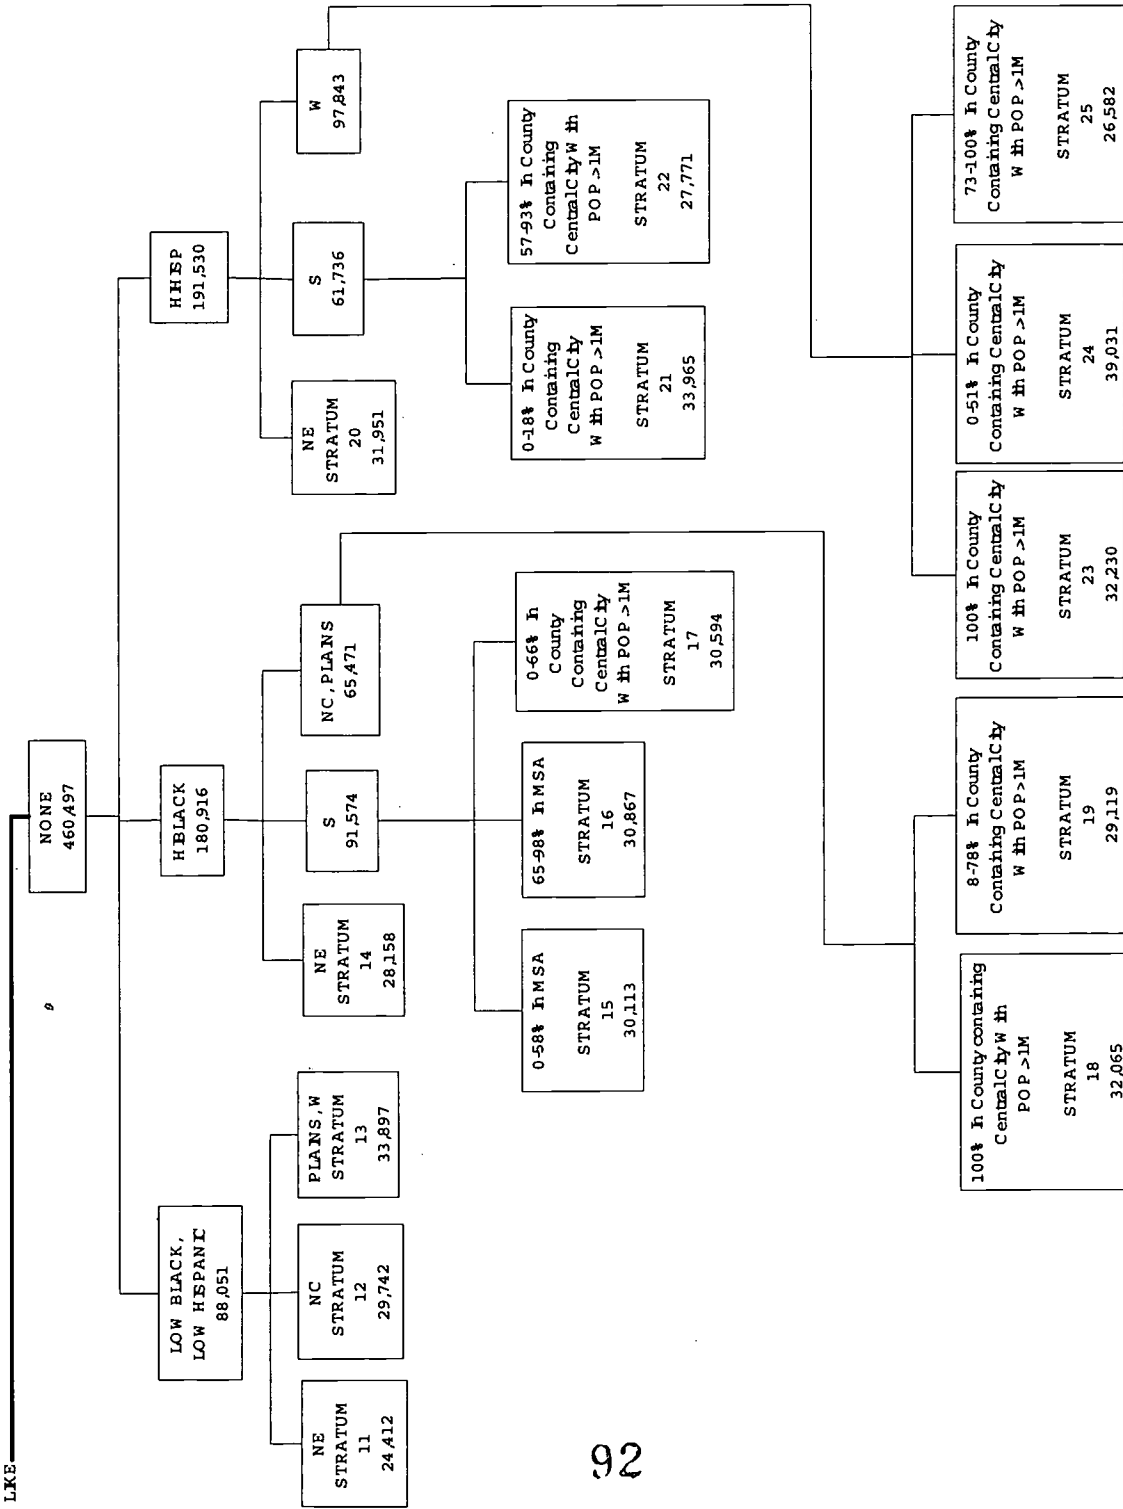 LIKE
NONE
460,497
LOW BLACK,
LOW HISPANIC
88,051
H BLACK
180,916
H HISP
191,530
NE
STRATUM
11
24,412
NC
STRATUM
12
29,742
PLANS, W
STRATUM
13
33,897
NE
STRATUM
14
28,158
S
91,574
NC, PLANS
65,471
NE
STRATUM
20
31,951
S
61,736
W
97,843
0-58% in MSA
STRATUM
15
30,113
65-98% in MSA
STRATUM
16
30,867
0-66% In
County
Containing
Central City
With POP.>1M
STRATUM
17
30,594
0-18% In County
Containing
Central City
With POP.>1M
STRATUM
21
33,965
57-93% In County
Containing
Central City With
POP.>1M
STRATUM
22
27,771
100% In County containing
Central City With
POP.>1M
STRATUM
18
32,065
8-78% In County
Containing Central City
With POP>1M
STRATUM
19
29,119
100% In County
Containing Central City
With POP.>1M
STRATUM
23
32,230
0-51% In County
Containing Central City
With POP.>1M
STRATUM
24
39,031
73-100% In County
Containing Central City
With POP.>1M
STRATUM
25
26,582
92